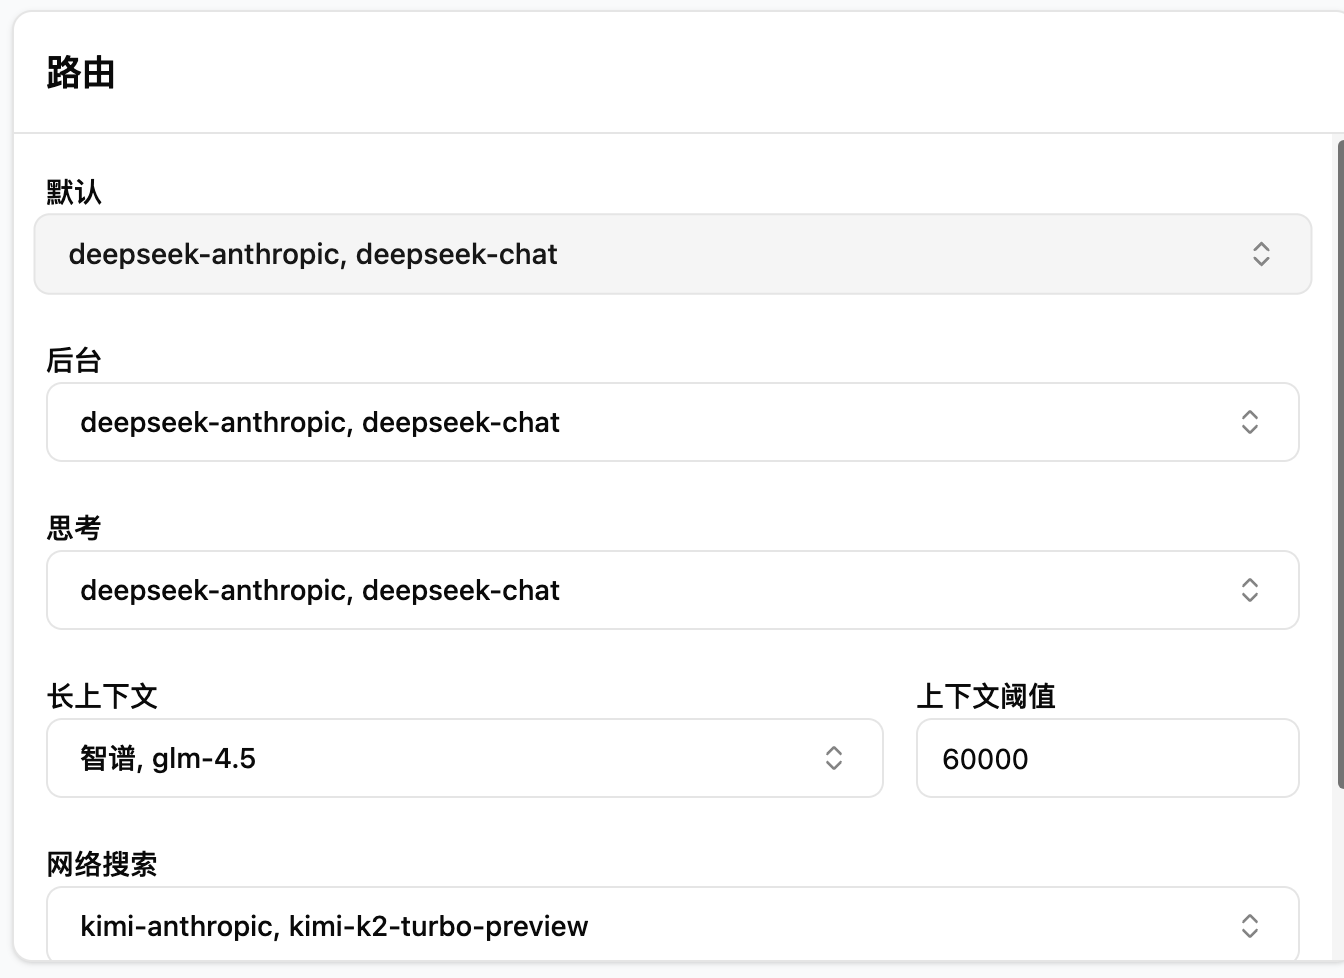 路由
默认
deepseek-anthropic, deepseek-chat
后台
deepseek-anthropic, deepseek-chat
思考
deepseek-anthropic, deepseek-chat
长上下文
智谱, glm-4.5
上下文阈值
60000
网络搜索
kimi-anthropic, kimi-k2-turbo-preview